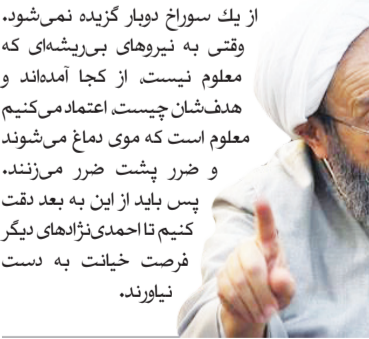 از یک سوراخ دوبار گزیده نمی‌شود.
وقتی به نیروهای بی‌ریشه‌ای که
معلوم نیست، از کجا آمده‌اند و
هدف‌شان چیست، اعتماد می‌کنیم
معلوم است که موی دماغ می‌شوند
و ضرر پشت ضرر می‌زنند.
پس باید از این به بعد دقت
کنیم تا احمدی‌نژادهای دیگر
فرصت خیانت به دست
نیاورند.